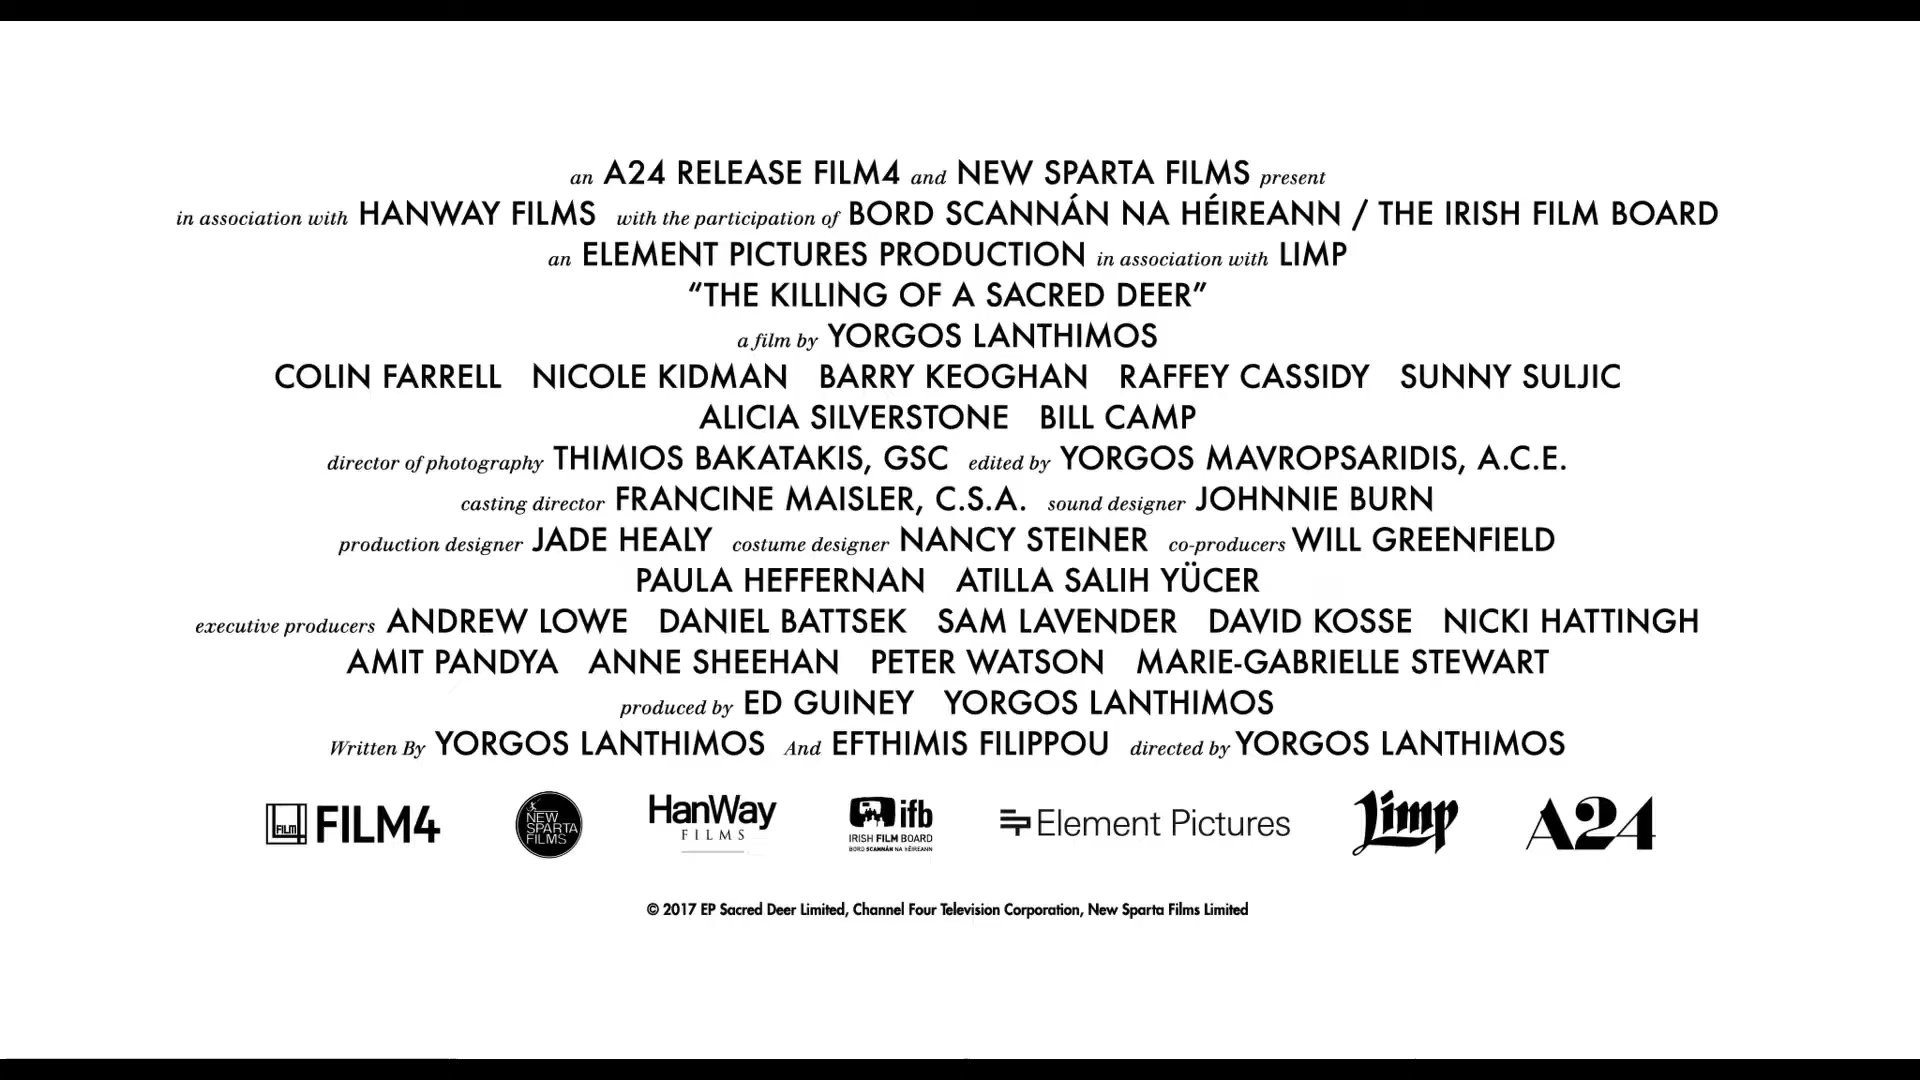 an A24 RELEASE FILM4 and NEW SPARTA FILMS present
in association with HANWAY FILMS with the participation of BORD SCANNÁN NA HÉIREANN / THE IRISH FILM BOARD
an ELEMENT PICTURES PRODUCTION in association with LIMP
“THE KILLING OF A SACRED DEER”
a film by YORGOS LANTHIMOS
COLIN FARRELL NICOLE KIDMAN BARRY KEOGHAN RAFFEY CASSIDY SUNNY SULJIC
ALICIA SILVERSTONE BILL CAMP
director of photography THIMIOS BAKATAKIS, GSC edited by YORGOS MAVROPSARIDIS, A.C.E.
casting director FRANCINE MAISLER, C.S.A. sound designer JOHNNIE BURN
production designer JADE HEALY costume designer NANCY STEINER co-producers WILL GREENFIELD
PAULA HEFFERNAN ATILLA SALIH YÜCER
executive producers ANDREW LOWE DANIEL BATTSEK SAM LAVENDER DAVID KOSSE NICKI HATTINGH
AMIT PANDYA ANNE SHEEHAN PETER WATSON MARIE-GABRIELLE STEWART
produced by ED GUINEY YORGOS LANTHIMOS
Written By YORGOS LANTHIMOS And EFTHIMIS FILIPPOU directed by YORGOS LANTHIMOS
FILM FILM4
NEW
SPARTA
FILMS
HanWay
FILMS
ifb
IRISH FILM BOARD
BORD SCANNÁN NA HÉIREANN
Element Pictures
Limp
A24
© 2017 EP Sacred Deer Limited, Channel Four Television Corporation, New Sparta Films Limited